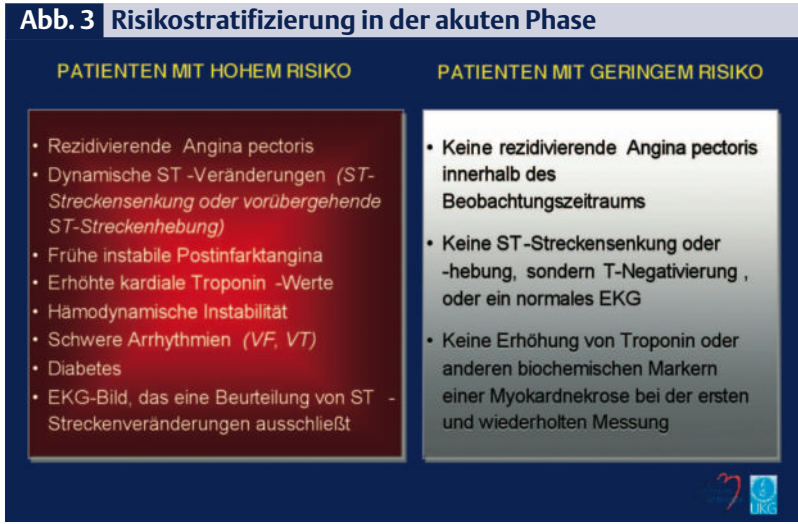 Abb. 3 Risikostratifizierung in der akuten Phase
PATIENTEN MIT HOHEM RISIKO
• Rezidivierende Angina pectoris
• Dynamische ST -Veränderungen (ST-
Streckensenkung oder vorübergehende
ST-Streckenhebung)
• Frühe instabile Postinfarktangina
• Erhöhte kardiale Troponin -Werte
• Hämodynamische Instabilität
• Schwere Arrhythmien (VF, VT)
• Diabetes
• EKG-Bild, das eine Beurteilung von ST -
Streckenveränderungen ausschließt
PATIENTEN MIT GERINGEM RISIKO
• Keine rezidivierende Angina pectoris
innerhalb des
Beobachtungszeitraums
• Keine ST-Streckensenkung oder
-hebung, sondern T-Negativierung ,
oder ein normales EKG
• Keine Erhöhung von Troponin oder
anderen biochemischen Markern
einer Myokardnekrose bei der ersten
und wiederholten Messung
UKG